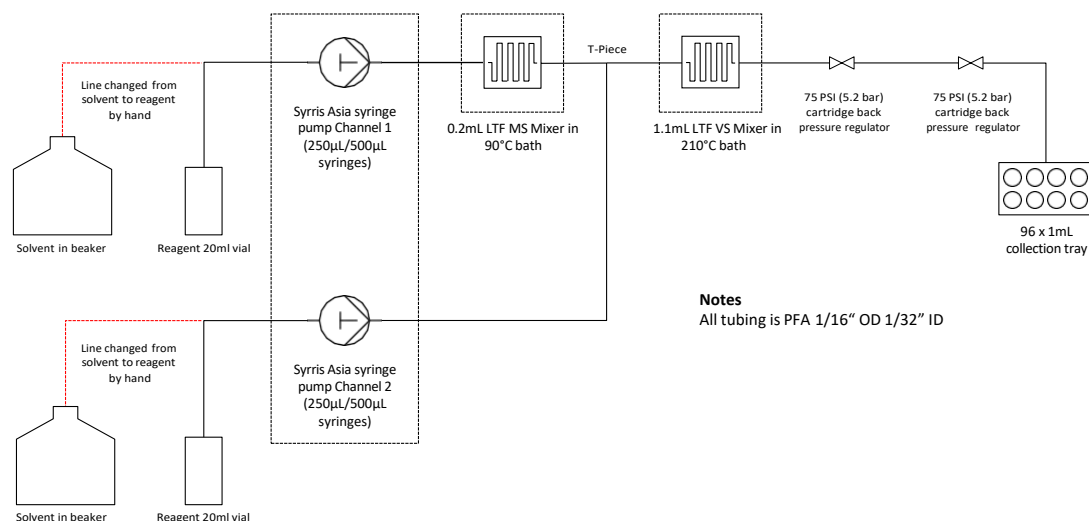 T-Piece
Line changed from
solvent to reagent
by hand
Syrris Asia syringe
pump Channel 1
(250µL/500µL
syringes)
0.2mL LTF MS Mixer in
90°C bath
1.1mL LTF VS Mixer in
210°C bath
75 PSI (5.2 bar)
cartridge back
pressure regulator
75 PSI (5.2 bar)
cartridge back
pressure regulator
Solvent in beaker
Reagent 20ml vial
96 x 1mL
collection tray
Notes
All tubing is PFA 1/16“ OD 1/32” ID
Line changed from
solvent to reagent
by hand
Syrris Asia syringe
pump Channel 2
(250µL/500µL
syringes)
Solvent in beaker
Reagent 20ml vial